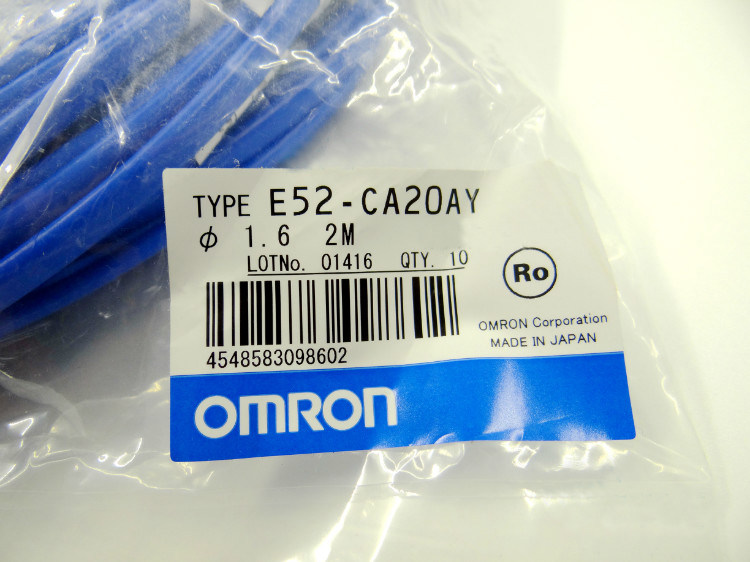 TYPE E52-CA20AY
φ 1.6 2M
LOTNo. 01416 QTY. 10
Ro
4548583098602
OMRON Corporation
MADE IN JAPAN
OMRON